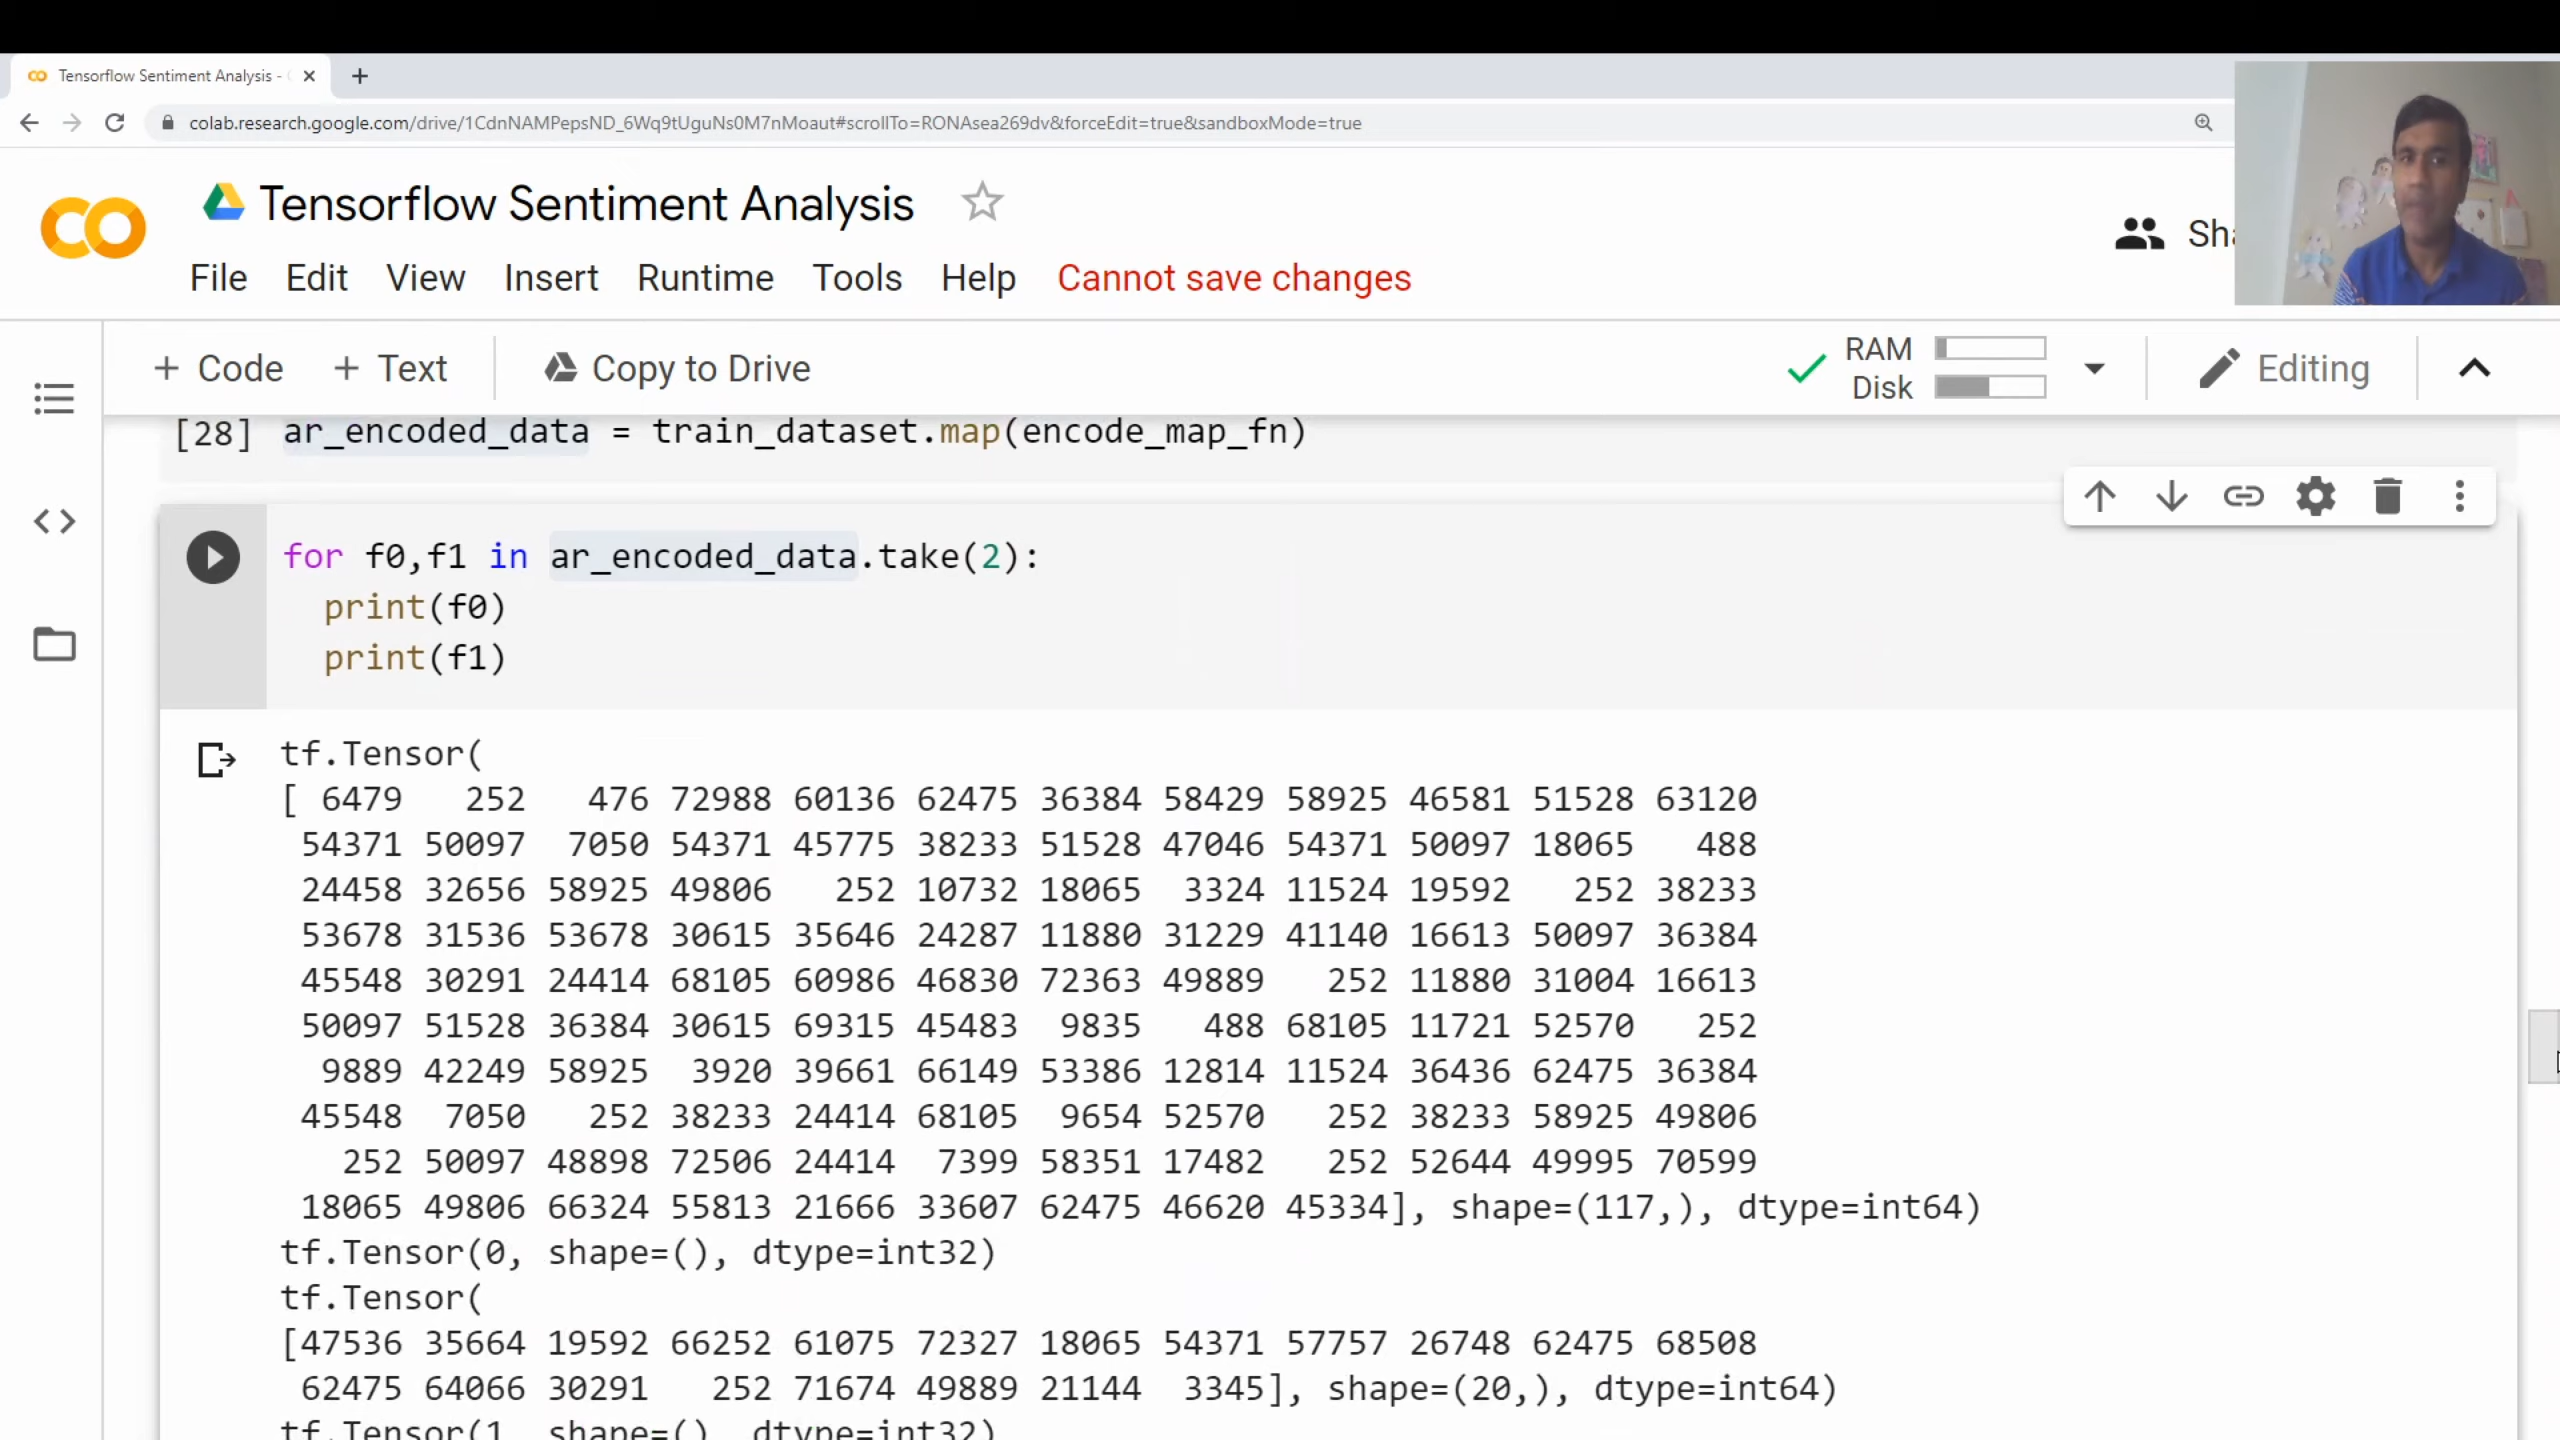 Tensorflow Sentiment Analysis -
colab.research.google.com/drive/1CdnNAMPepsND_6Wq9tUguNs0M7nMoaut#scrollTo=RONAsea269dv&forceEdit=true&sandboxMode=true
Tensorflow Sentiment Analysis
File Edit View Insert Runtime Tools Help Cannot save changes
+ Code + Text Copy to Drive
RAM
Disk
Editing
[28] ar_encoded_data = train_dataset.map(encode_map_fn)
for f0,f1 in ar_encoded_data.take(2):
print(f0)
print(f1)
tf.Tensor(
[ 6479 252 476 72988 60136 62475 36384 58429 58925 46581 51528 63120
54371 50097 7050 54371 45775 38233 51528 47046 54371 50097 18065 488
24458 32656 58925 49806 252 10732 18065 3324 11524 19592 252 38233
53678 31536 53678 30615 35646 24287 11880 31229 41140 16613 50097 36384
45548 30291 24414 68105 60986 46830 72363 49889 252 11880 31004 16613
50097 51528 36384 30615 69315 45483 9835 488 68105 11721 52570 252
9889 42249 58925 3920 39661 66149 53386 12814 11524 36436 62475 36384
45548 7050 252 38233 24414 68105 9654 52570 252 38233 58925 49806
252 50097 48898 72506 24414 7399 58351 17482 252 52644 49995 70599
18065 49806 66324 55813 21666 33607 62475 46620 45334], shape=(117,), dtype=int64)
tf.Tensor(0, shape=(), dtype=int32)
tf.Tensor(
[47536 35664 19592 66252 61075 72327 18065 54371 57757 26748 62475 68508
62475 64066 30291 252 71674 49889 21144 3345], shape=(20,), dtype=int64)
tf.Tensor(1, shape=(), dtype=int32)